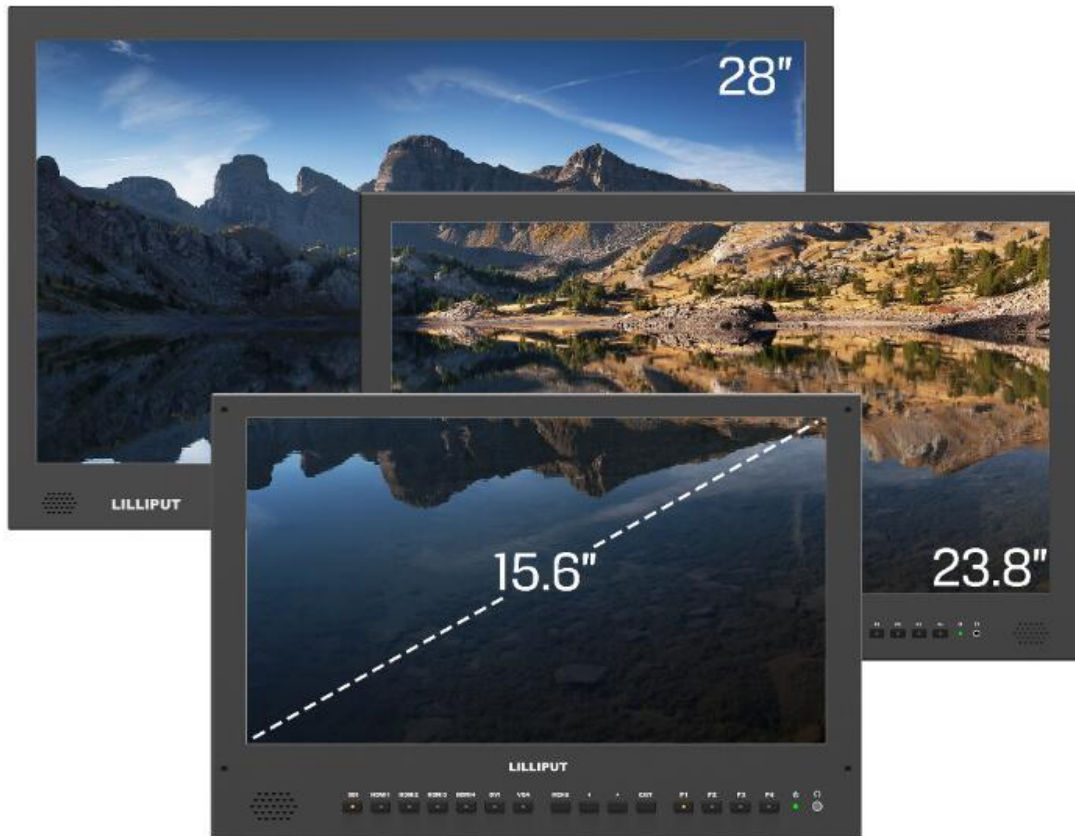 28"
LILLIPUT
15.6"
23.8"
LILLIPUT
SDI HDMI1 HDMI2 HDMI3 HDMI4 DVI VGA MENU EXIT F1 F2 F3 F4